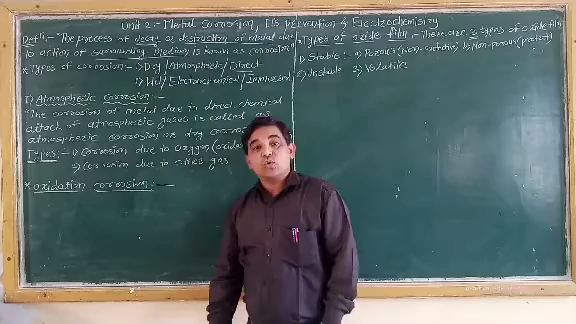 Unit 2 - Metal Corrosion, Its prevention & Electrochemistry
Defⁿ:- "The process of decay or destruction of metal due
to action of surrounding medium is known as corrosion"
* Types of corrosion - 1) Dry/Atmospheric/Direct
2) Wet/Electrochemical/Immersed
1) Atmospheric corrosion:-
"The corrosion of metal due to direct chemical
attack of atmospheric gases is called as
atmospheric corrosion or dry corrosion
Types:- 1) Corrosion due to oxygen (oxida
2) Corrosion due to other gas
* oxidation corrosion:-
* Types of oxide film:- There are 3 types of oxide film
1) Stable:- 1) Porous (non-protective) 2) Non-porous (protect)
2) Unstable 3) Volatile